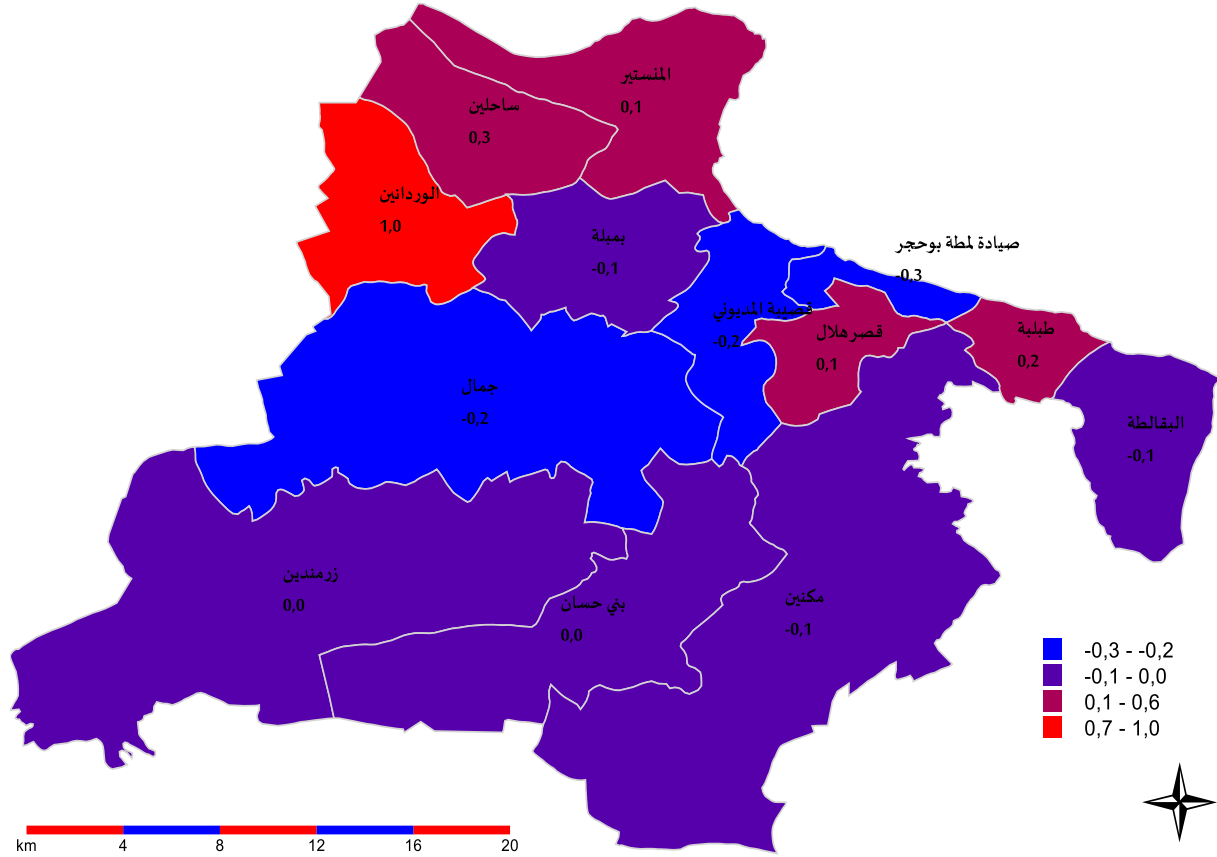 المنستير
0,1
ساحلين
0,3
الوردانين
1,0
بمبلة
-0,1
صيادة لمطة بوحجر
-0,3
قصيبة المديوني
-0,2
قصر هلال
0,1
طبلبة
0,2
جمال
-0,2
البقالطة
-0,1
زرمندين
0,0
بني حسان
0,0
مكنين
-0,1
-0,3 - -0,2
-0,1 - 0,0
0,1 - 0,6
0,7 - 1,0
km 4 8 12 16 20